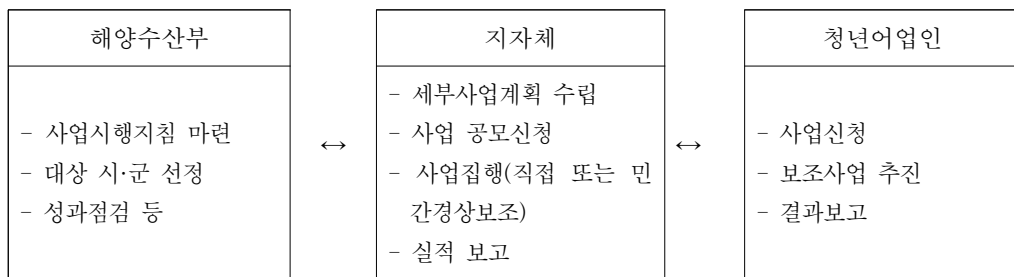 해양수산부
- 사업시행지침 마련
- 대상 시·군 선정
- 성과점검 등
↔
지자체
- 세부사업계획 수립
- 사업 공모신청
- 사업집행(직접 또는 민
간경상보조)
- 실적 보고
↔
청년어업인
- 사업신청
- 보조사업 추진
- 결과보고